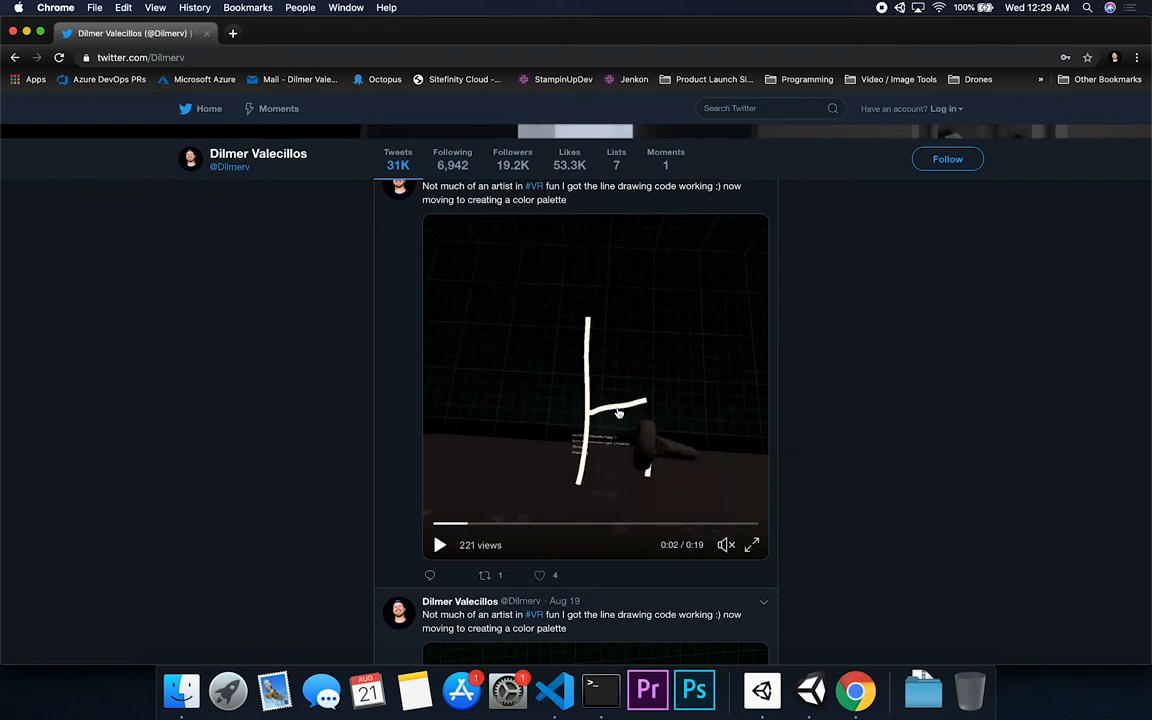 Chrome File Edit View History Bookmarks People Window Help 100% Wed 12:29 AM
Dilmer Valecillos (@Dilmerv) |
twitter.com/Dilmerv
Apps Azure DevOps PRs Microsoft Azure Mail - Dilmer Vale... Octopus Sitefinity Cloud -... StampinUpDev Jenkon Product Launch Si... Programming Video / Image Tools Drones » Other Bookmarks
Home Moments Search Twitter Have an account? Log in
Dilmer Valecillos
@Dilmerv
Tweets Following Followers Likes Lists Moments
31K 6,942 19.2K 53.3K 7 1
Follow
Not much of an artist in #VR fun I got the line drawing code working :) now
moving to creating a color palette
221 views 0:02 / 0:19
1 4
Dilmer Valecillos @Dilmerv · Aug 19
Not much of an artist in #VR fun I got the line drawing code working :) now
moving to creating a color palette
AUG
21
1
1
Pr
Ps